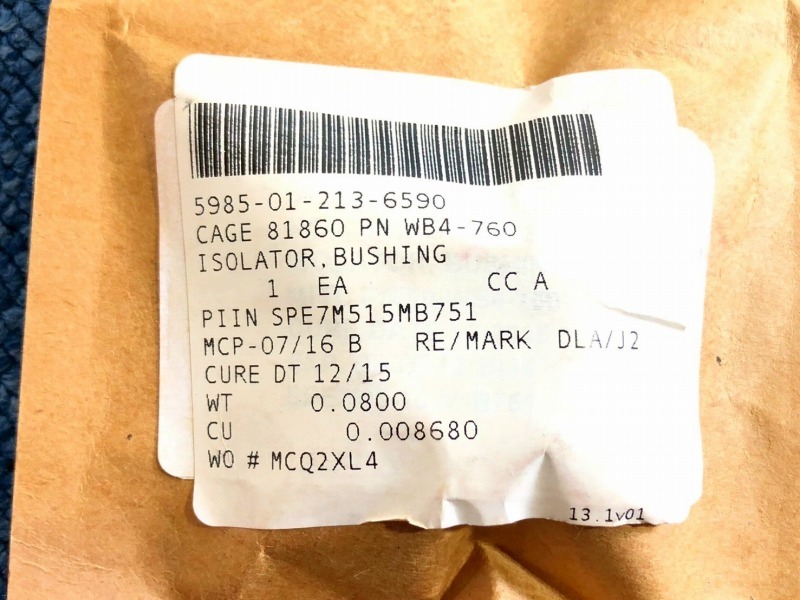 5985-01-213-6590
CAGE 81860 PN WB4-760
ISOLATOR,BUSHING
1 EA CC A
PIIN SPE7M515MB751
MCP-07/16 B RE/MARK DLA/J2
CURE DT 12/15
WT 0.0800
CU 0.008680
WO # MCQ2XL4
13.1v01